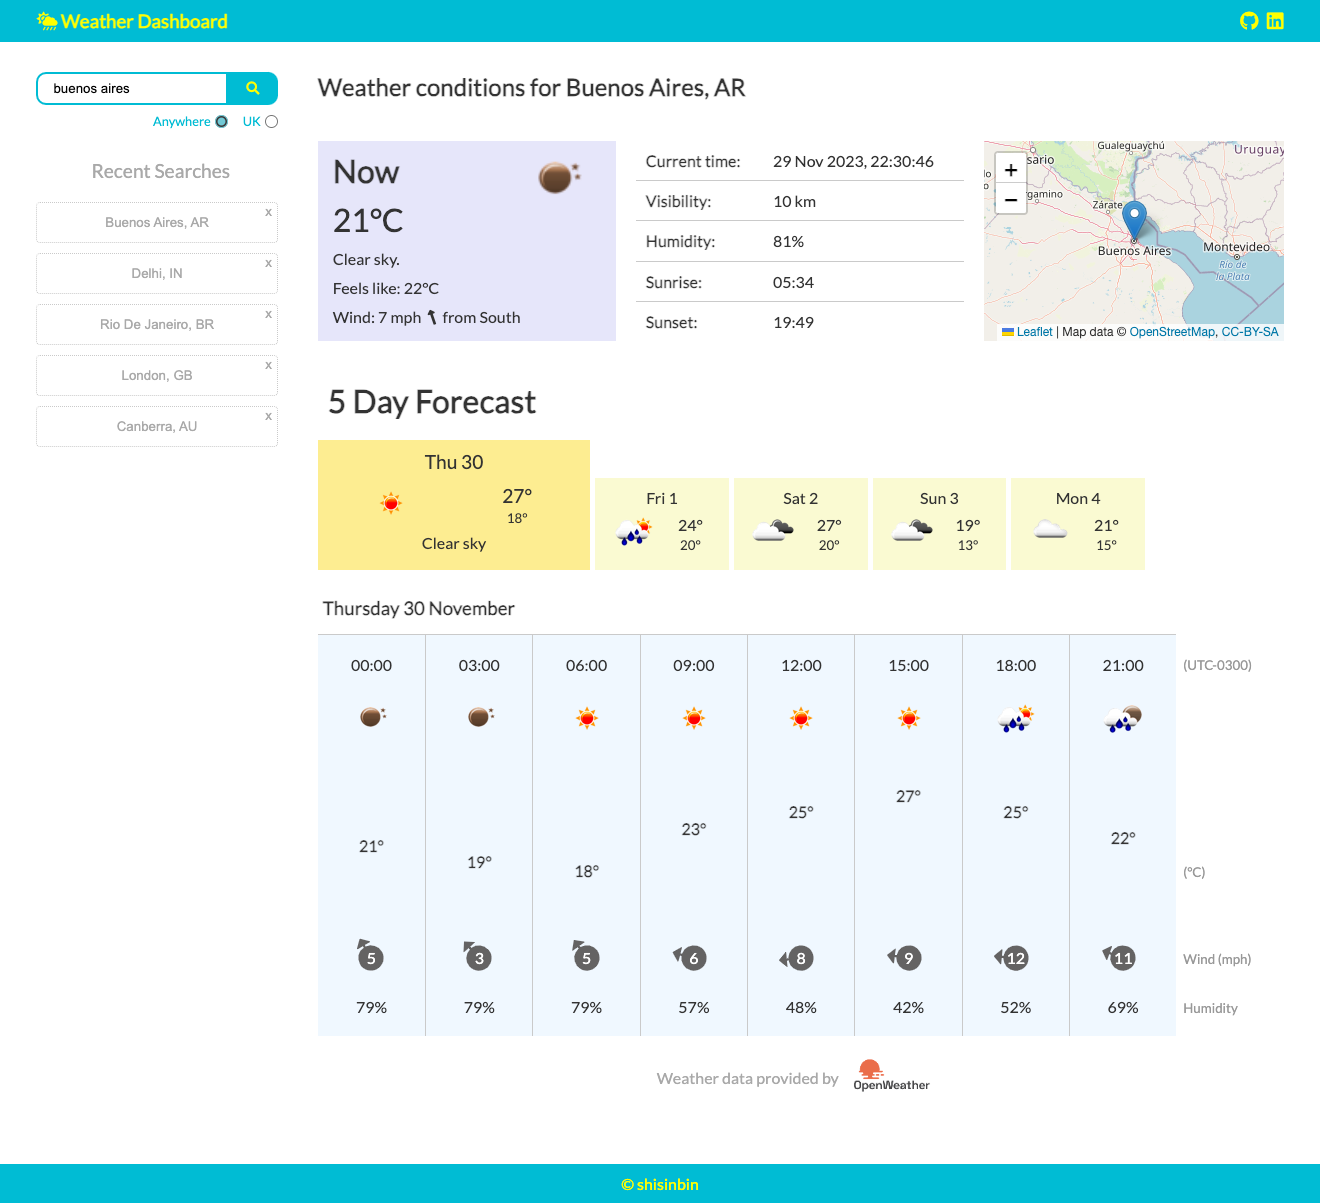 Weather Dashboard
buenos aires
Anywhere UK
Recent Searches
Buenos Aires, AR x
Delhi, IN x
Rio De Janeiro, BR x
London, GB x
Canberra, AU x
Weather conditions for Buenos Aires, AR
Now
21°C
Clear sky.
Feels like: 22°C
Wind: 7 mph from South
Current time: 29 Nov 2023, 22:30:46
Visibility: 10 km
Humidity: 81%
Sunrise: 05:34
Sunset: 19:49
+
−
Gualeguaychú
Uruguay
sario
lo
rgamino
Zárate
Buenos Aires
Montevideo
Río de
la Plata
Leaflet | Map data © OpenStreetMap, CC-BY-SA
5 Day Forecast
Thu 30
27°
18°
Clear sky
Fri 1
24°
20°
Sat 2
27°
20°
Sun 3
19°
13°
Mon 4
21°
15°
Thursday 30 November
00:00 03:00 06:00 09:00 12:00 15:00 18:00 21:00 (UTC-0300)
21° 19° 18° 23° 25° 27° 25° 22° (°C)
5 3 5 6 8 9 12 11 Wind (mph)
79% 79% 79% 57% 48% 42% 52% 69% Humidity
Weather data provided by OpenWeather
© shisinbin